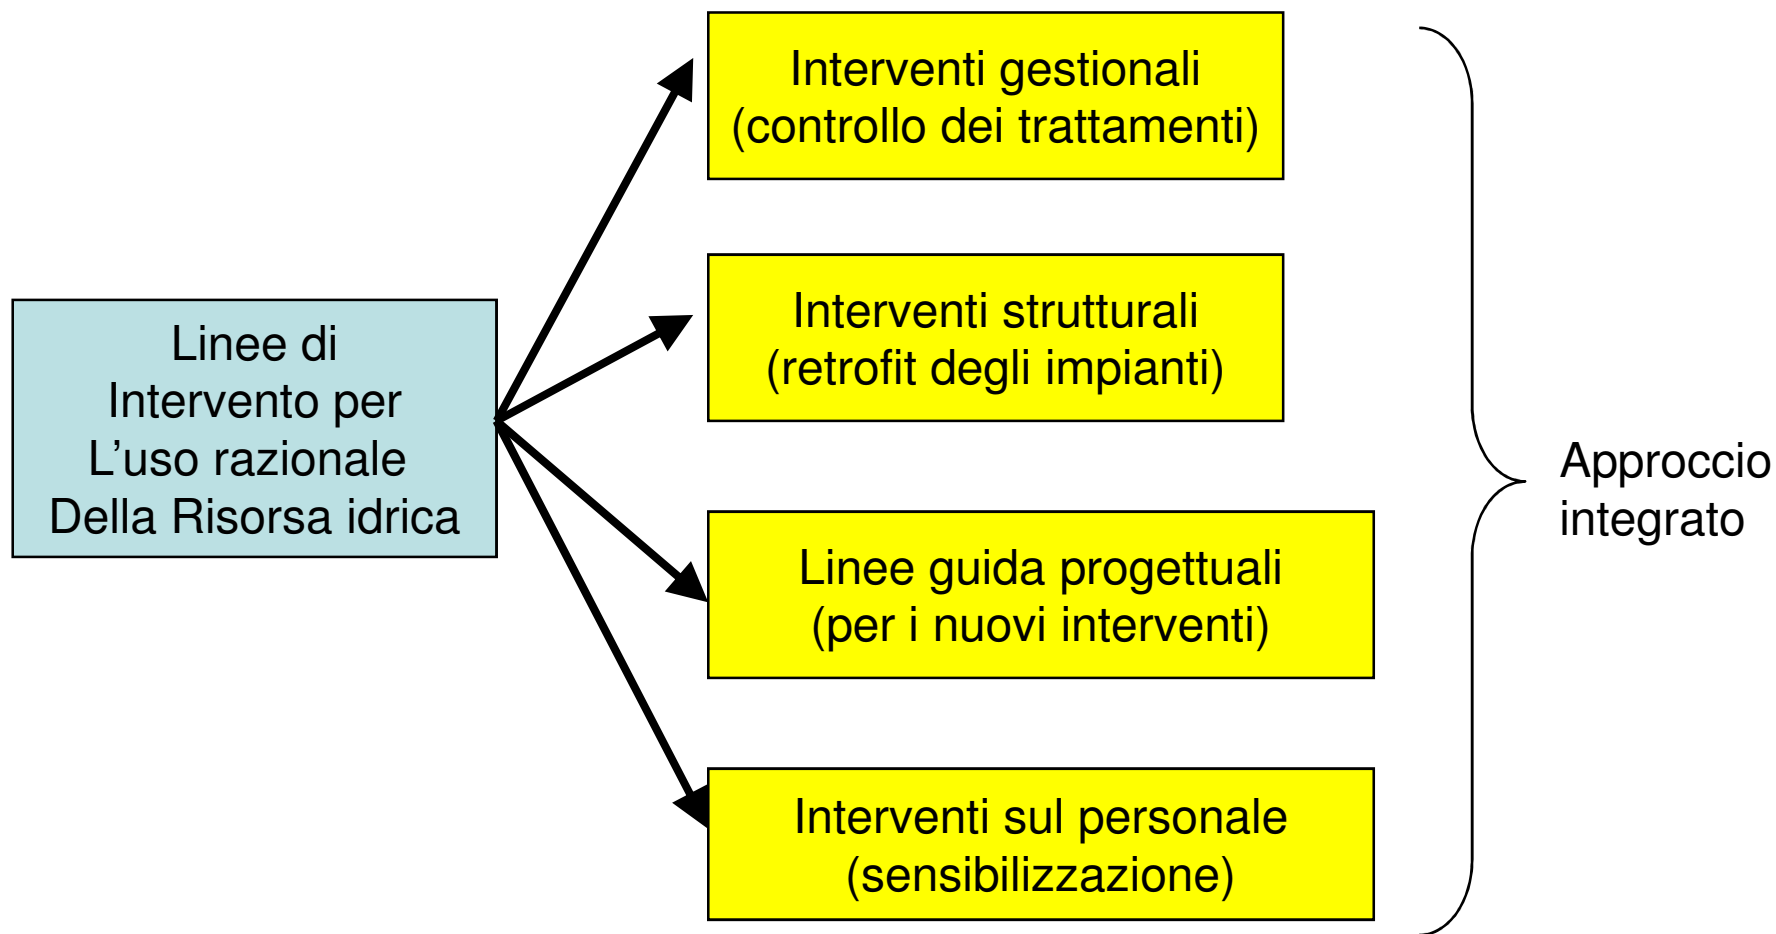 Interventi gestionali
(controllo dei trattamenti)
Linee di
Intervento per
L’uso razionale
Della Risorsa idrica
Interventi strutturali
(retrofit degli impianti)
Linee guida progettuali
(per i nuovi interventi)
Interventi sul personale
(sensibilizzazione)
Approccio
integrato